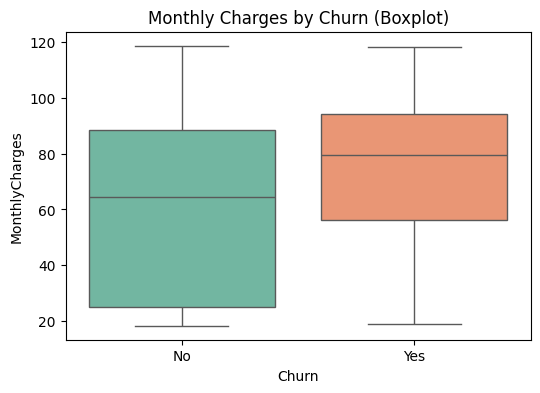 Monthly Charges by Churn (Boxplot)
120
100
80
60
40
20
MonthlyCharges
No
Yes
Churn